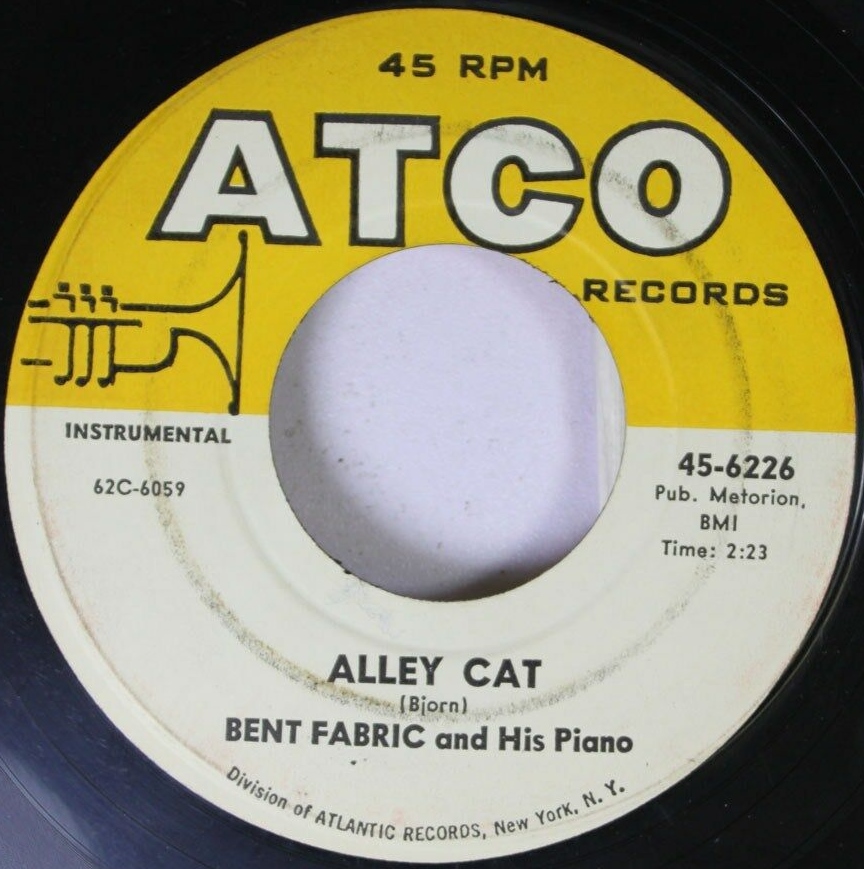 45 RPM
ATCO
RECORDS
INSTRUMENTAL
62C-6059
45-6226
Pub. Metorion,
BMI
Time: 2:23
ALLEY CAT
(Bjorn)
BENT FABRIC and His Piano
Division of ATLANTIC RECORDS, New York, N. Y.